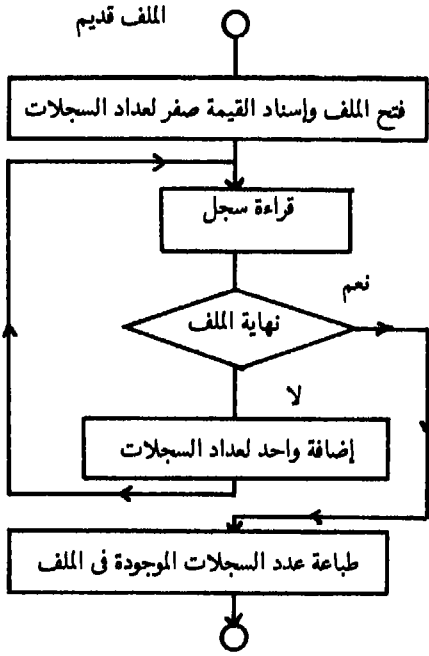 الملف قديم
فتح الملف وإسناد القيمة صفر لعداد السجلات
قراءة سجل
نعم
نهاية الملف
لا
إضافة واحد لعداد السجلات
طباعة عدد السجلات الموجودة فى الملف